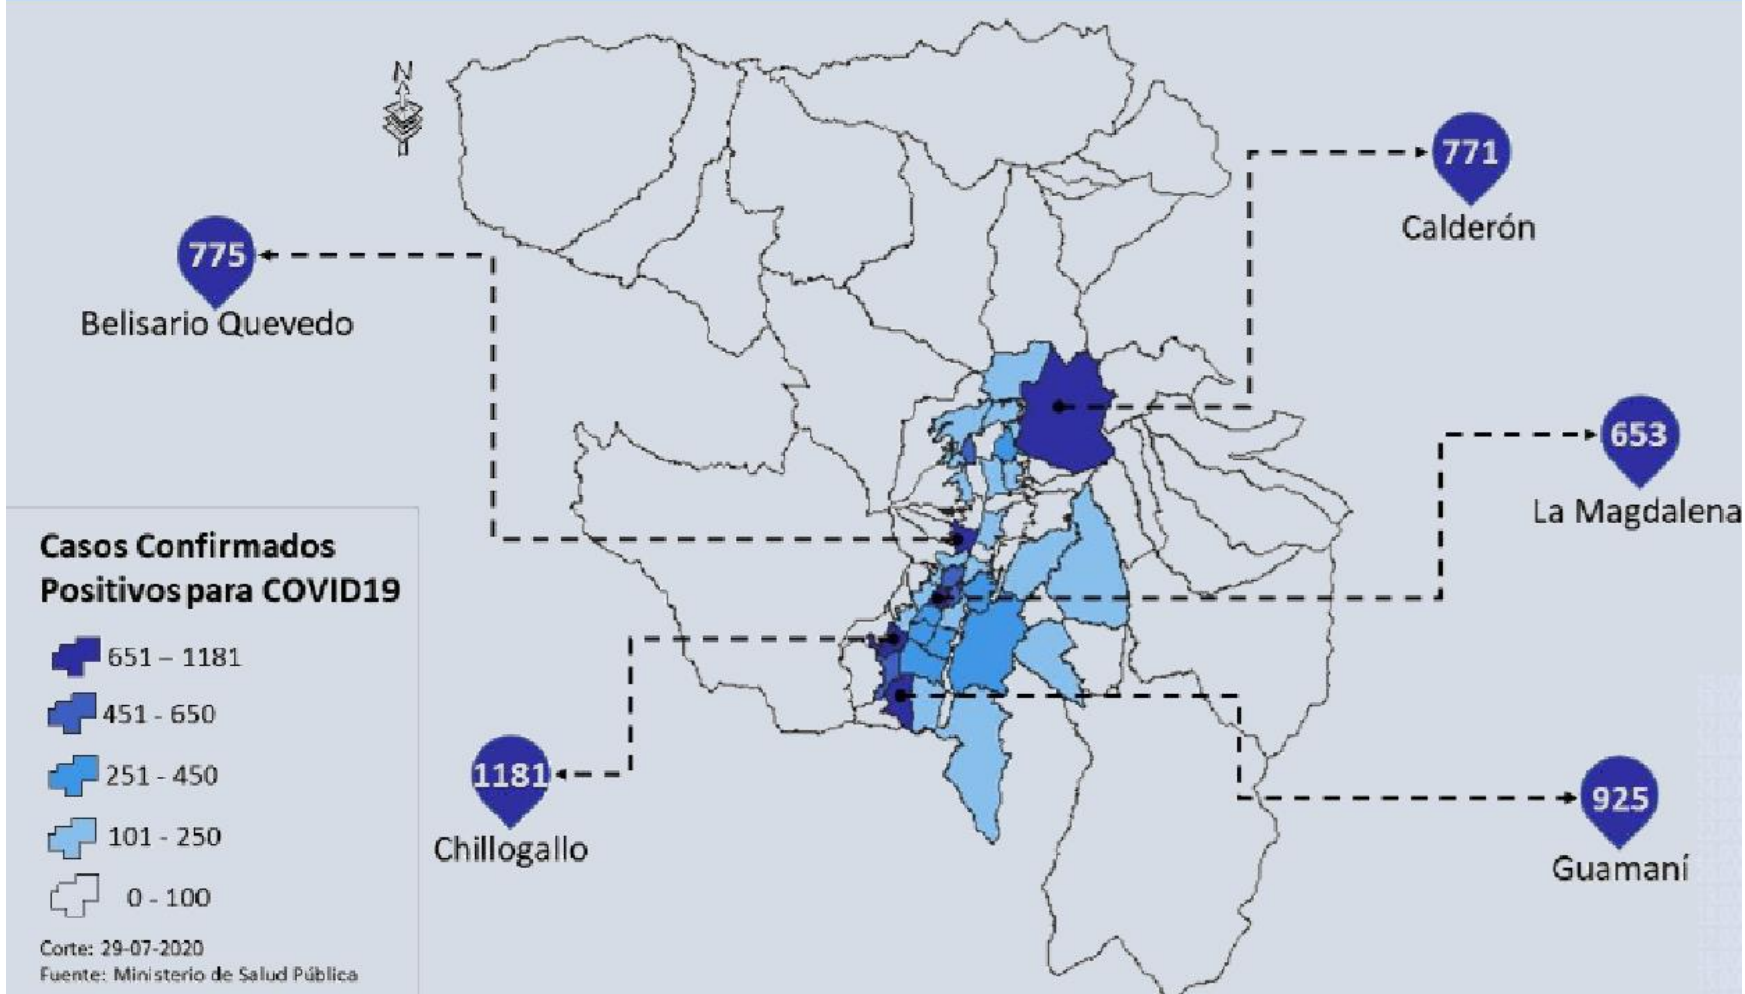 N
771
Calderón
775
Belisario Quevedo
653
La Magdalena
Casos Confirmados
Positivos para COVID19
651 – 1181
451 - 650
251 - 450
101 - 250
0 - 100
Corte: 29-07-2020
Fuente: Ministerio de Salud Pública
1181
Chillogallo
925
Guamaní